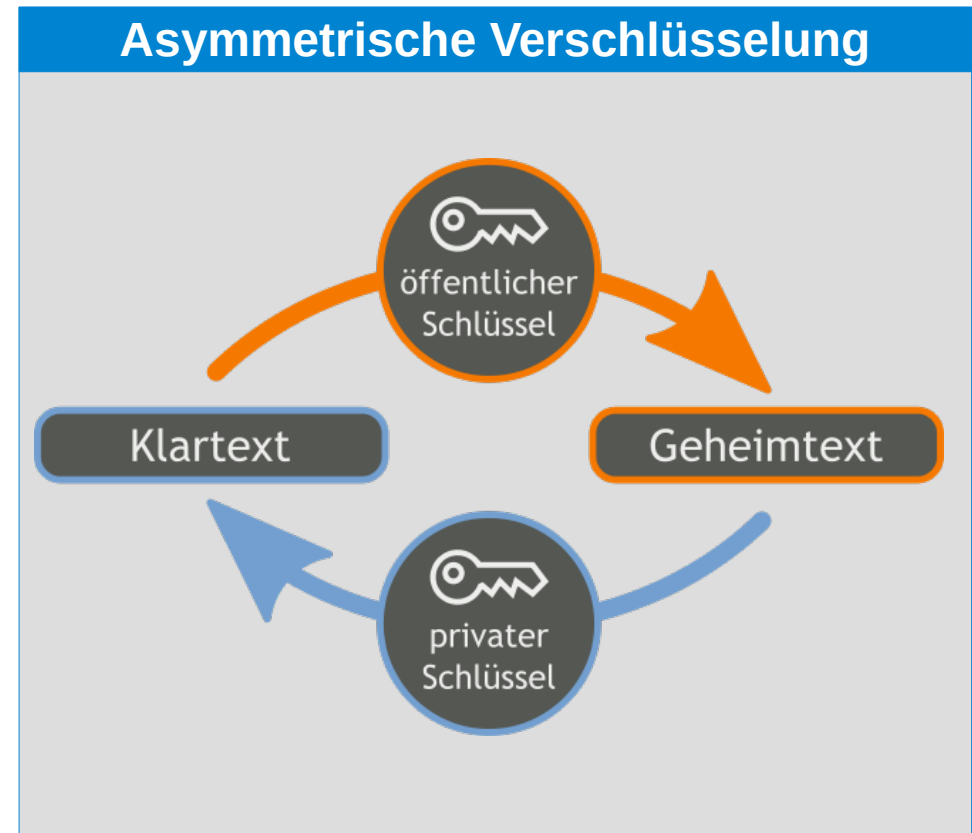 Asymmetrische Verschlüsselung
öffentlicher
Schlüssel
Klartext
Geheimtext
privater
Schlüssel